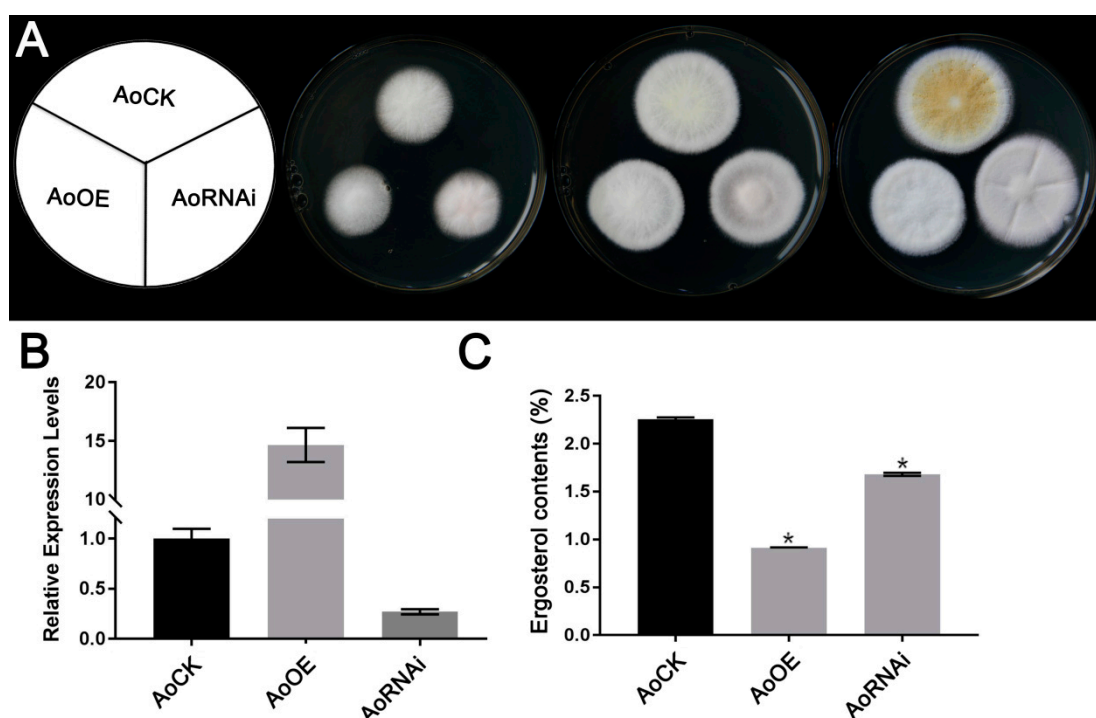 A
AoCK
AoOE
AoRNAi
B
Relative Expression Levels
20
15
10
1.0
0.5
0.0
AoCK
AoOE
AoRNAi
C
Ergosterol contents (%)
2.5
2.0
1.5
1.0
0.5
0.0
*
*
AoCK
AoOE
AoRNAi